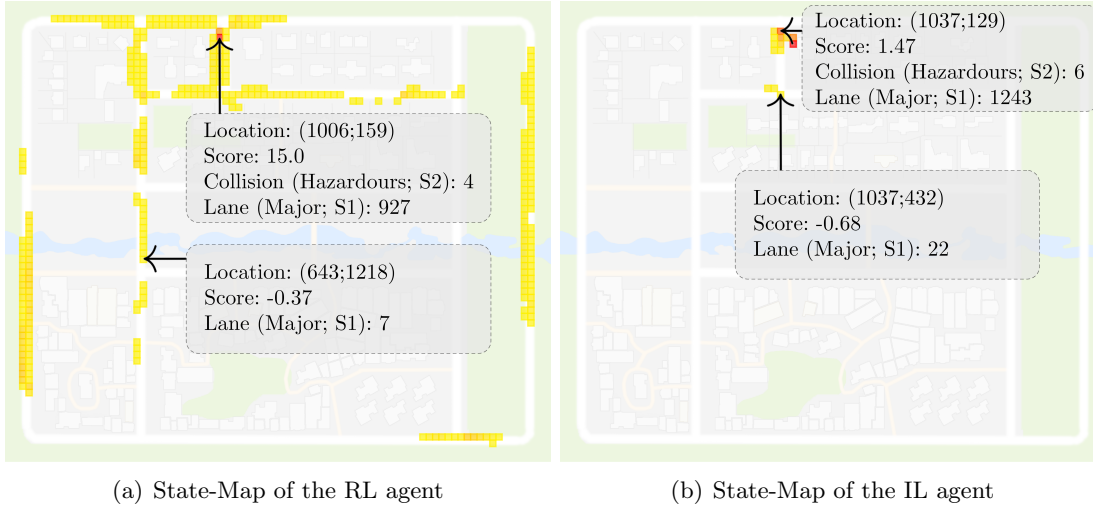 Location: (1006;159)
Score: 15.0
Collision (Hazardours; S2): 4
Lane (Major; S1): 927
Location: (643;1218)
Score: -0.37
Lane (Major; S1): 7
(a) State-Map of the RL agent
Location: (1037;129)
Score: 1.47
Collision (Hazardours; S2): 6
Lane (Major; S1): 1243
Location: (1037;432)
Score: -0.68
Lane (Major; S1): 22
(b) State-Map of the IL agent